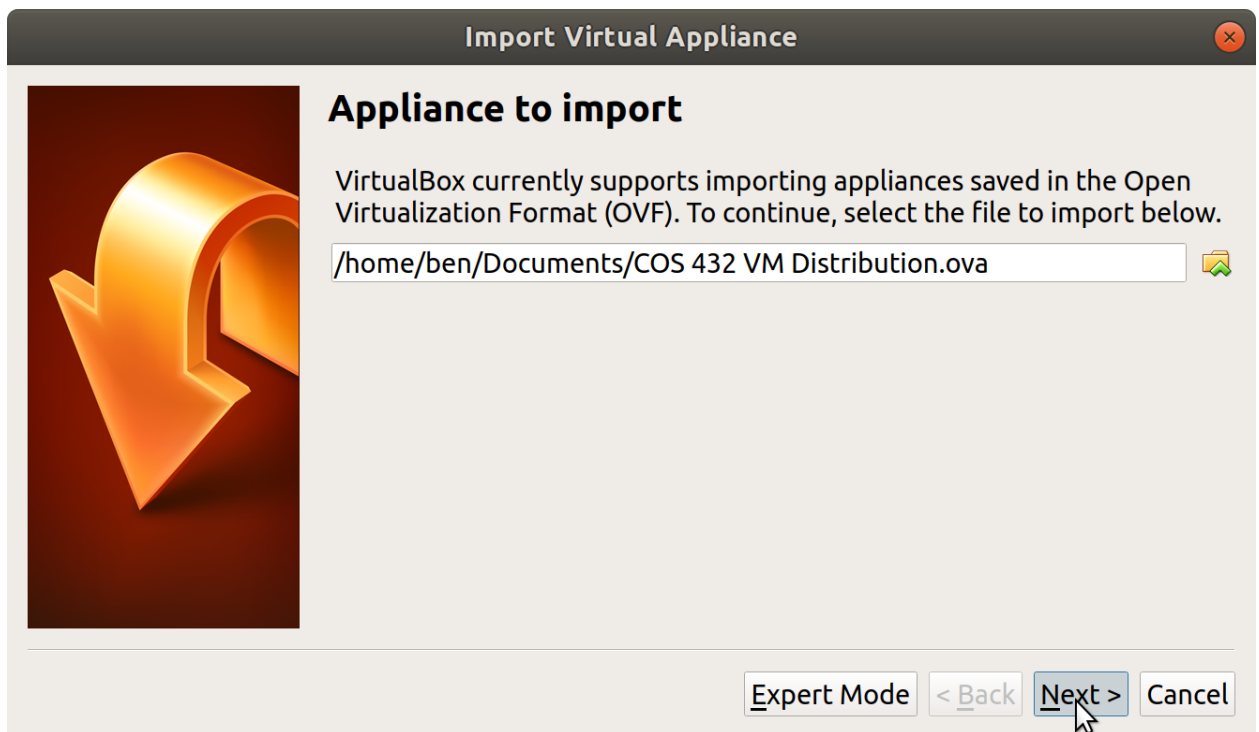 Import Virtual Appliance
Appliance to import
VirtualBox currently supports importing appliances saved in the Open
Virtualization Format (OVF). To continue, select the file to import below.
/home/ben/Documents/COS 432 VM Distribution.ova
Expert Mode < Back Next > Cancel